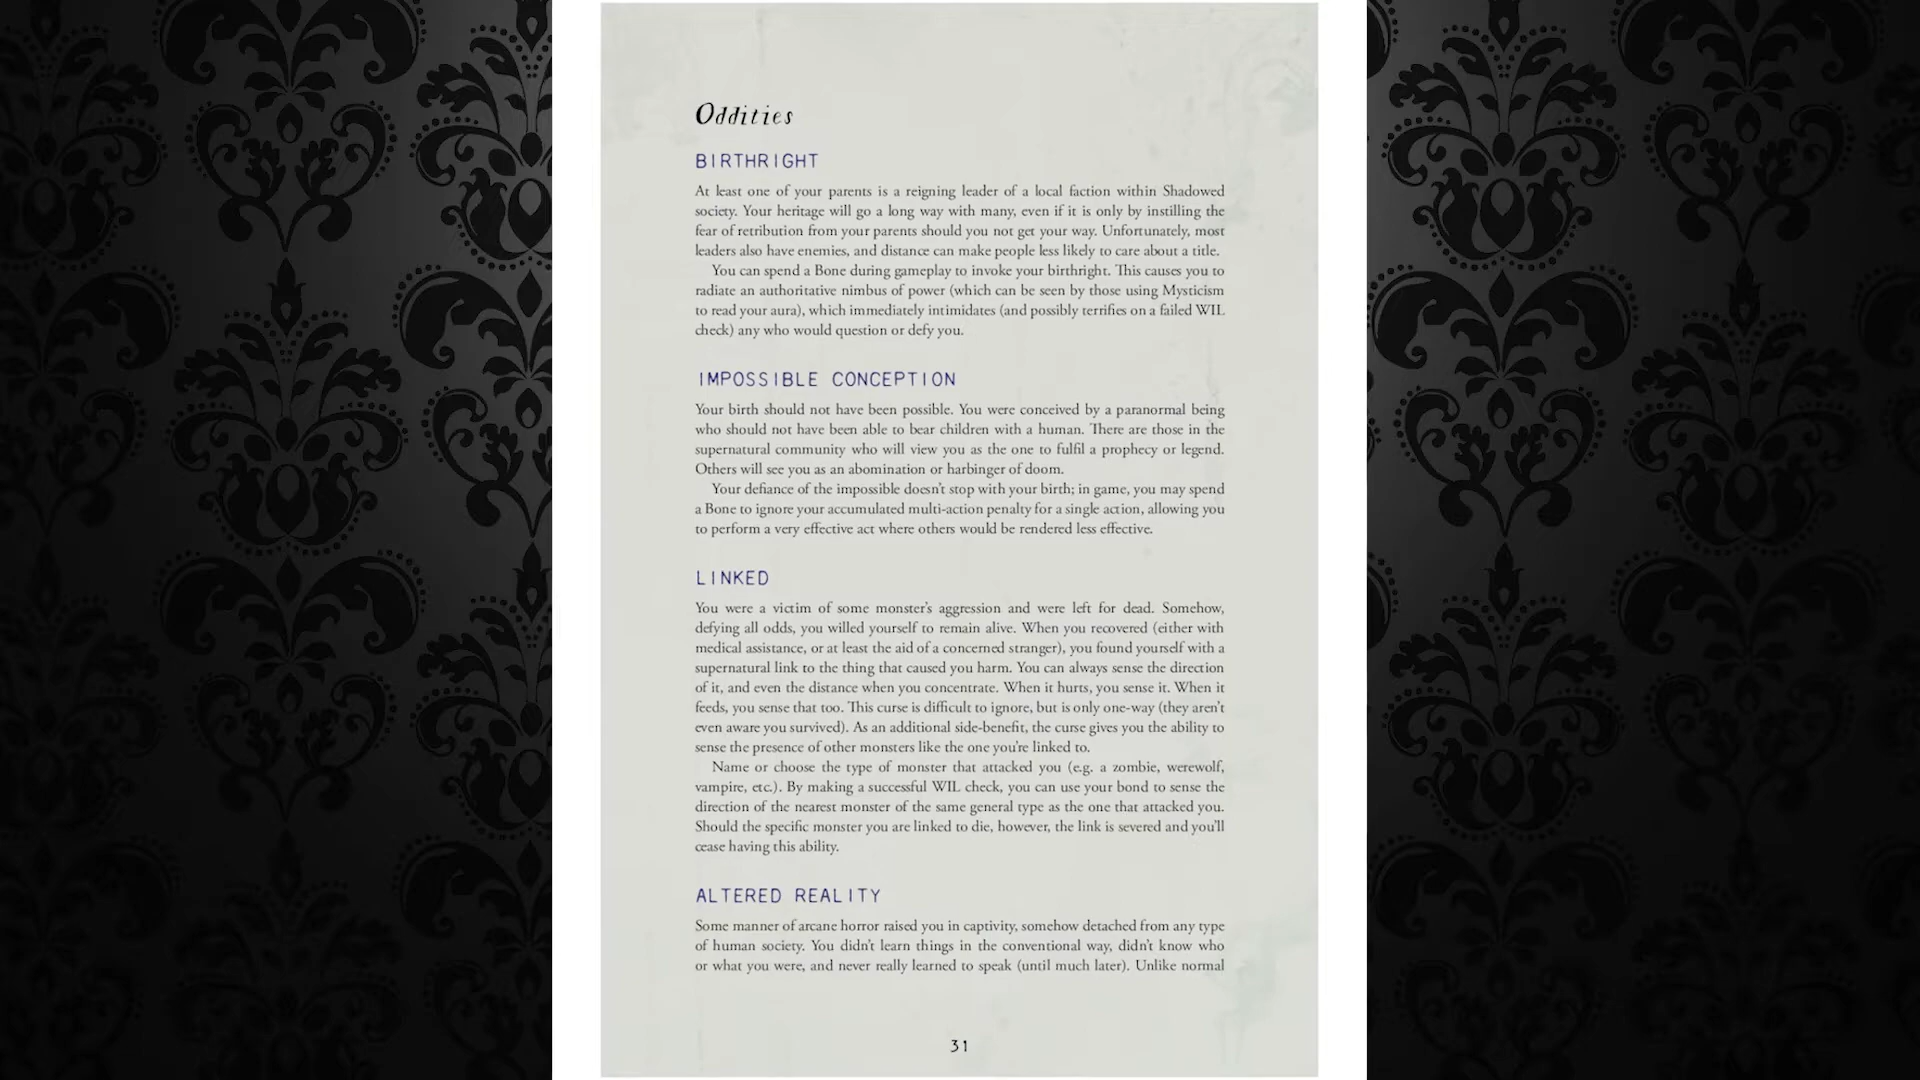 Oddities
BIRTHRIGHT
At least one of your parents is a reigning leader of a local faction within Shadowed
society. Your heritage will go a long way with many, even if it is only by instilling the
fear of retribution from your parents should you not get your way. Unfortunately, most
leaders also have enemies, and distance can make people less likely to care about a title.
You can spend a Bone during gameplay to invoke your birthright. This causes you to
radiate an authoritative nimbus of power (which can be seen by those using Mysticism
to read your aura), which immediately intimidates (and possibly terrifies on a failed WIL
check) any who would question or defy you.
IMPOSSIBLE CONCEPTION
Your birth should not have been possible. You were conceived by a paranormal being
who should not have been able to bear children with a human. There are those in the
supernatural community who will view you as the one to fulfil a prophecy or legend.
Others will see you as an abomination or harbinger of doom.
Your defiance of the impossible doesn't stop with your birth; in game, you may spend
a Bone to ignore your accumulated multi-action penalty for a single action, allowing you
to perform a very effective act where others would be rendered less effective.
LINKED
You were a victim of some monster's aggression and were left for dead. Somehow,
defying all odds, you willed yourself to remain alive. When you recovered (either with
medical assistance, or at least the aid of a concerned stranger), you found yourself with a
supernatural link to the thing that caused you harm. You can always sense the direction
of it, and even the distance when you concentrate. When it hurts, you sense it. When it
feeds, you sense that too. This curse is difficult to ignore, but is only one-way (they aren't
even aware you survived). As an additional side-benefit, the curse gives you the ability to
sense the presence of other monsters like the one you're linked to.
Name or choose the type of monster that attacked you (e.g. a zombie, werewolf,
vampire, etc.). By making a successful WIL check, you can use your bond to sense the
direction of the nearest monster of the same general type as the one that attacked you.
Should the specific monster you are linked to die, however, the link is severed and you'll
cease having this ability.
ALTERED REALITY
Some manner of arcane horror raised you in captivity, somehow detached from any type
of human society. You didn't learn things in the conventional way, didn't know who
or what you were, and never really learned to speak (until much later). Unlike normal
31